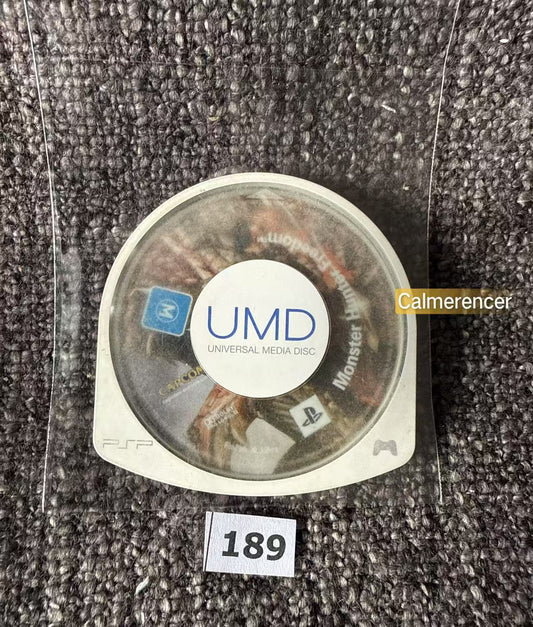 Calmerencer
Monster Hunter Freedom
UMD
UNIVERSAL MEDIA DISC
M
CAPCOM
PSP
189